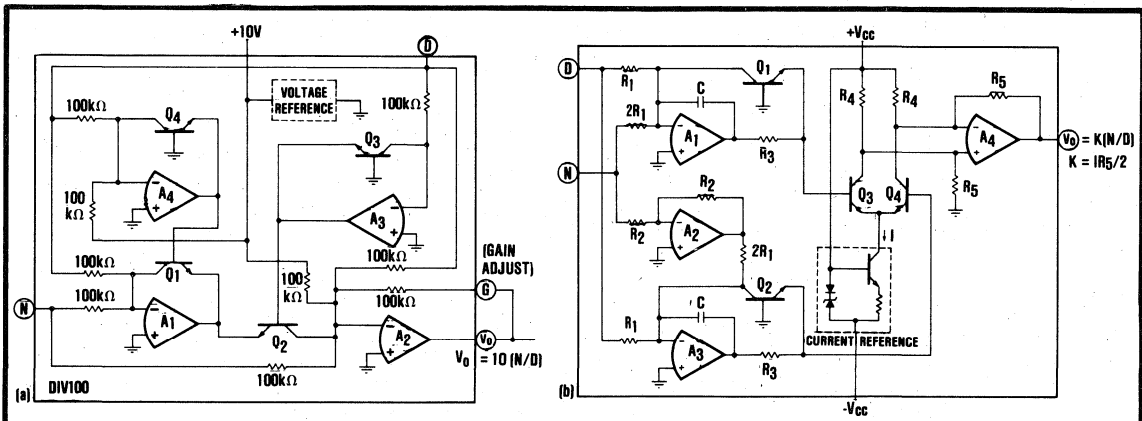 +10V
D
VOLTAGE
REFERENCE
100kΩ
Q4
100kΩ
Q3
100
kΩ
A4
A3
100kΩ
(GAIN
ADJUST)
100kΩ
Q1
100
kΩ
100kΩ
G
N
100kΩ
A1
Q2
A2
V₀
V₀ = 10 (N/D)
100kΩ
(a)
DIV100
+VCC
D
R1
Q1
C
2R1
A1
R3
R4
R4
R5
A4
V₀ = K(N/D)
K = IR5/2
N
R2
R2
A2
Q3
Q4
R5
↓I
2R1
Q2
C
R1
A3
R3
CURRENT REFERENCE
(b)
-VCC